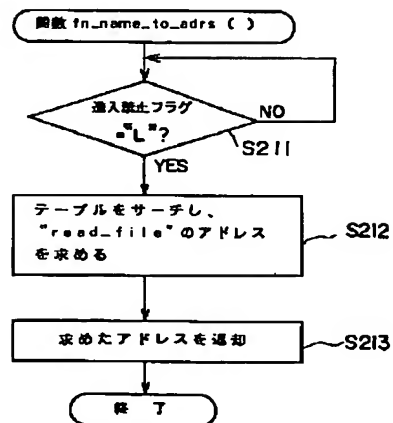 関数 fn_name_to_adrs ( )
進入禁止フラグ
="L"?
NO
S211
YES
テーブルをサーチし、
"read_file"のアドレス
を求める
S212
求めたアドレスを返却
S213
終 了